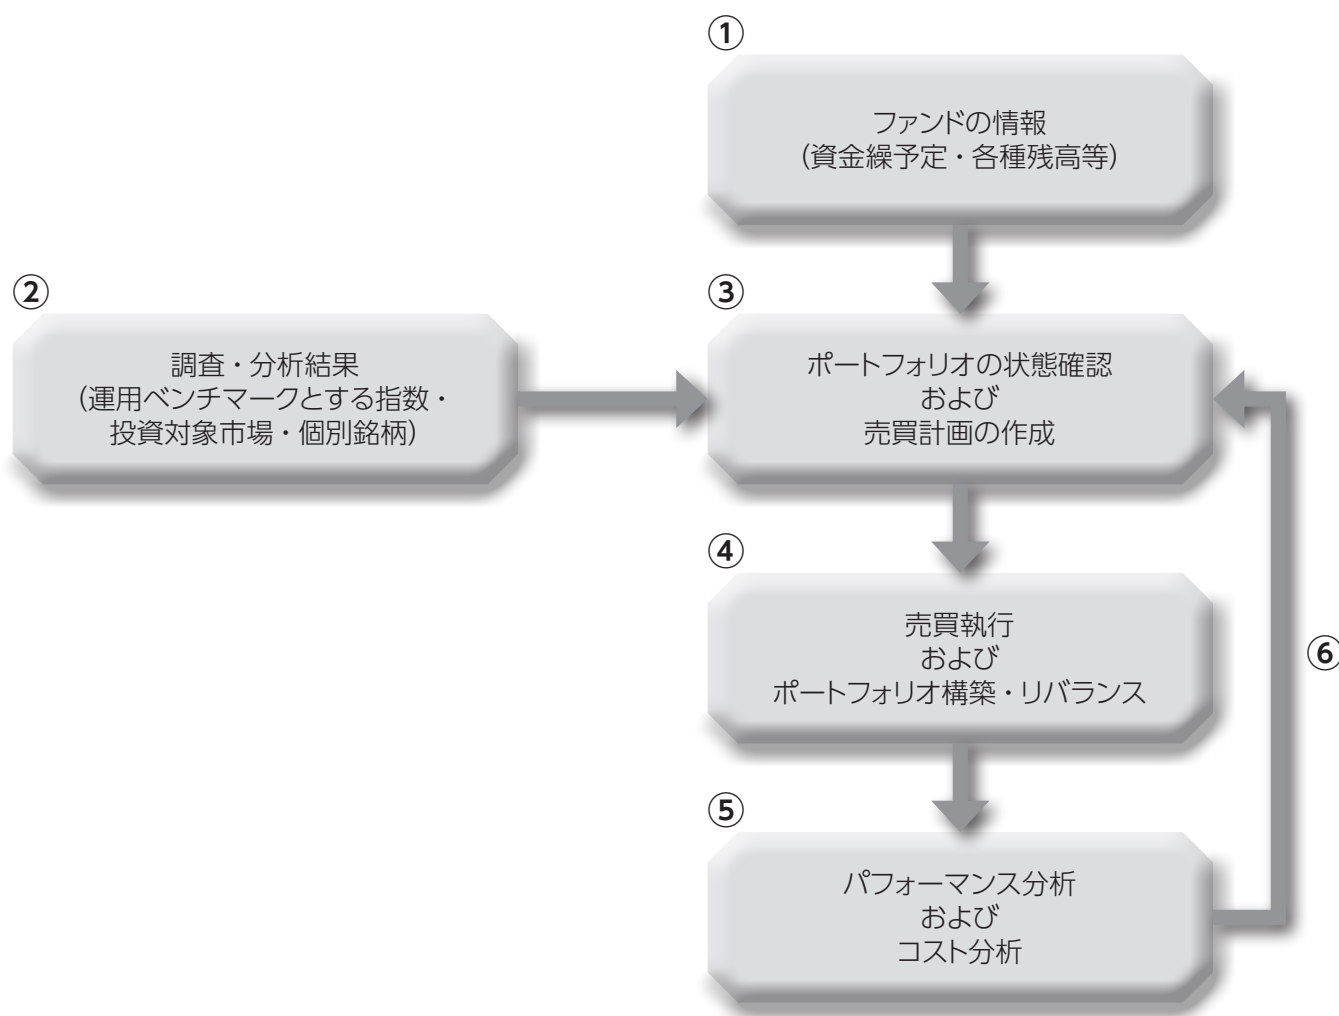 ①
ファンドの情報
(資金繰予定・各種残高等)
②
調査・分析結果
(運用ベンチマークとする指数・
投資対象市場・個別銘柄)
③
ポートフォリオの状態確認
および
売買計画の作成
④
売買執行
および
ポートフォリオ構築・リバランス
⑤
パフォーマンス分析
および
コスト分析
⑥